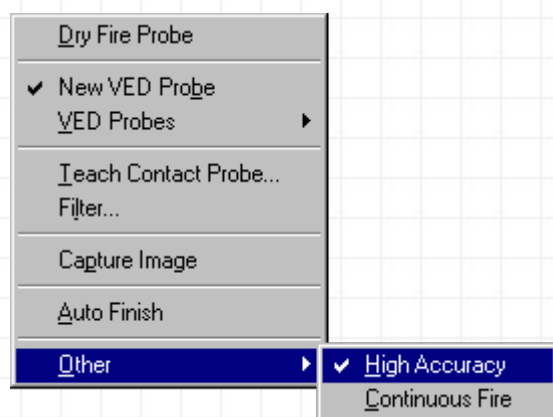 Dry Fire Probe
New VED Probe
VED Probes
Teach Contact Probe...
Filter...
Capture Image
Auto Finish
Other
High Accuracy
Continuous Fire